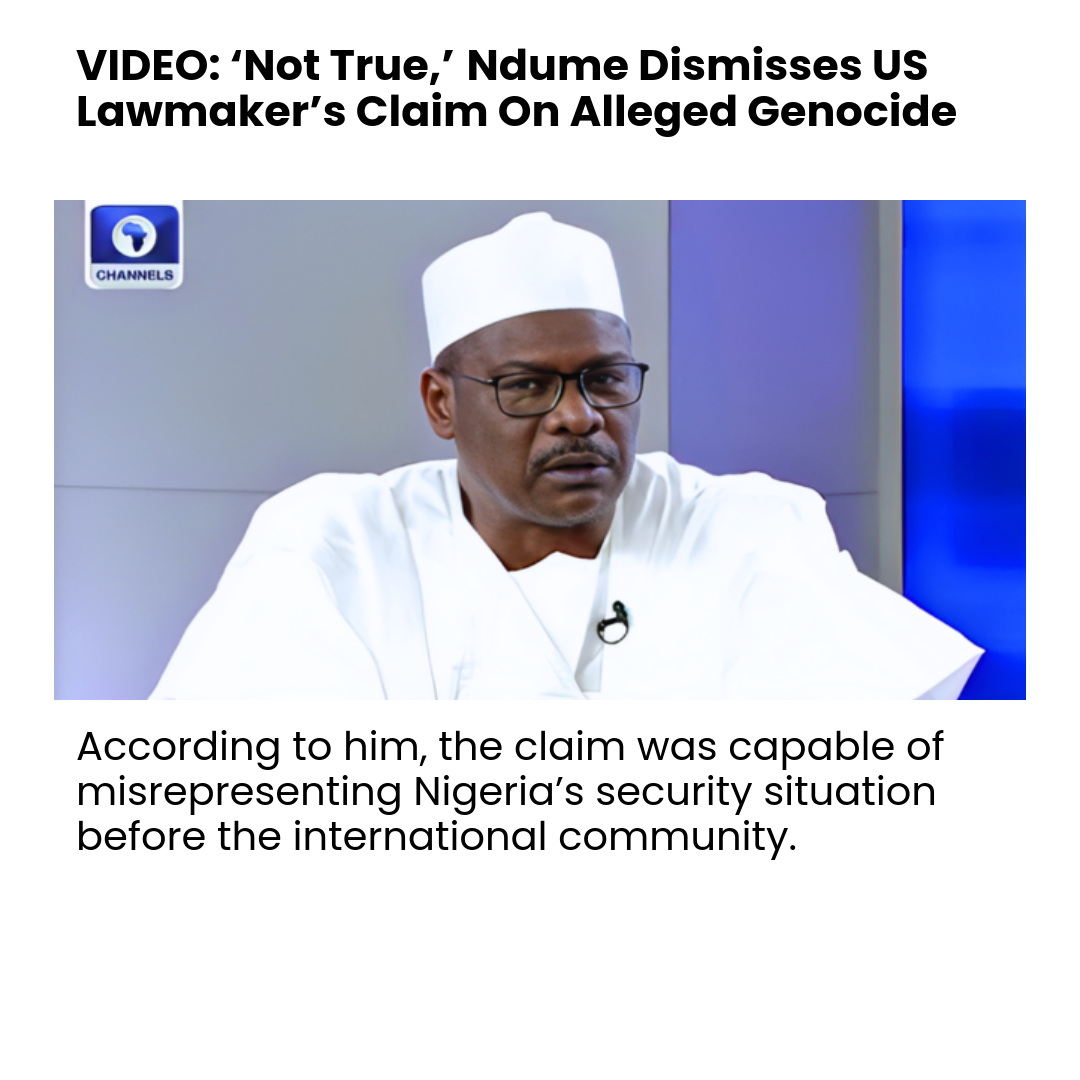 VIDEO: ‘Not True,’ Ndume Dismisses US
Lawmaker’s Claim On Alleged Genocide
CHANNELS
According to him, the claim was capable of
misrepresenting Nigeria’s security situation
before the international community.